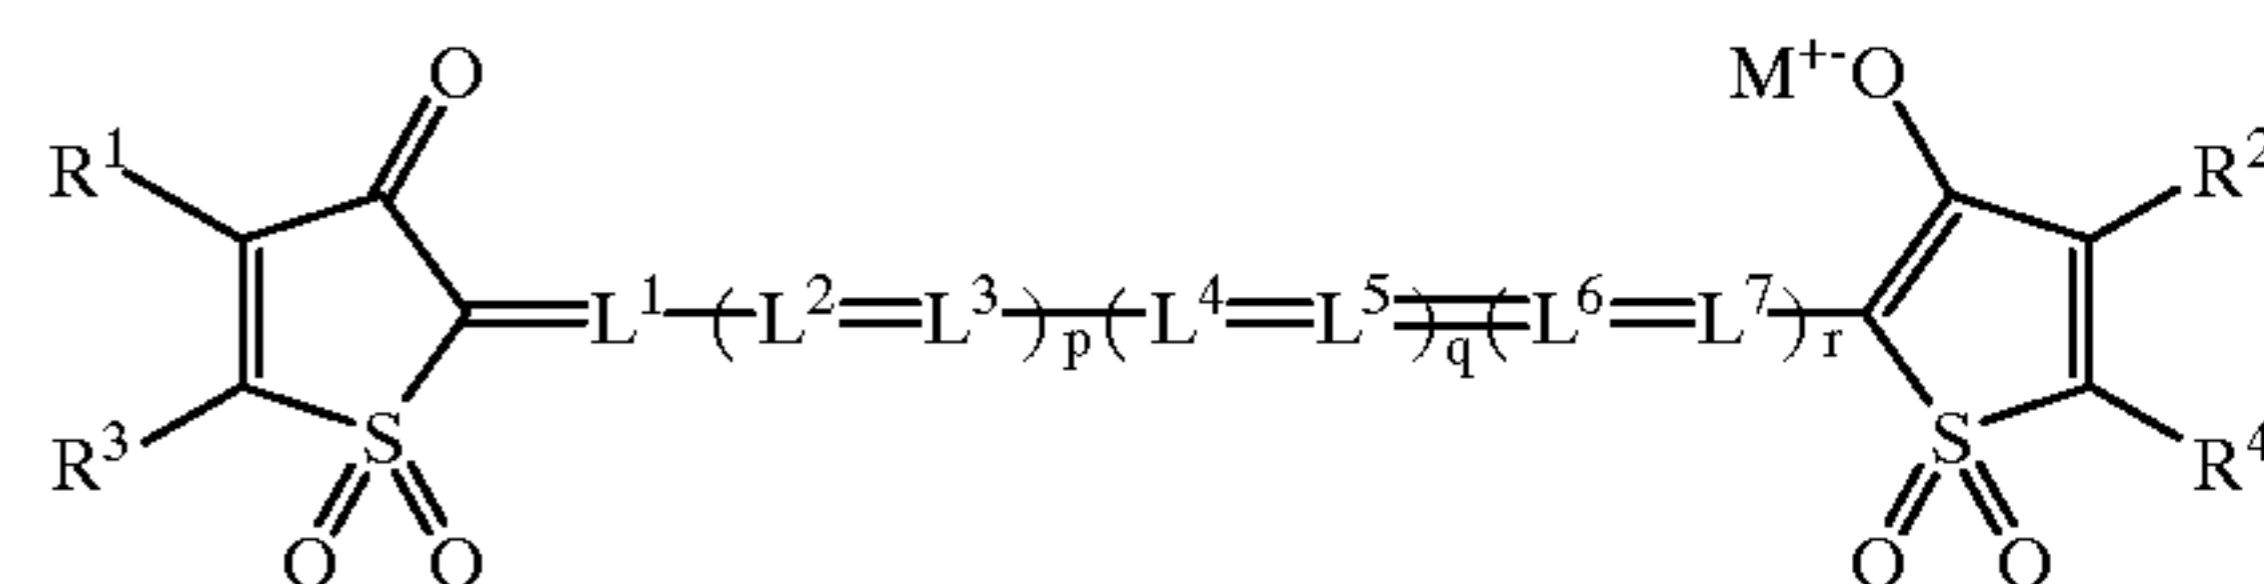 O M⁺⁻O
R¹ R²
L¹ ( L² L³ )p ( L⁴ L⁵ )q ( L⁶ L⁷ )r
R³ S S R⁴
O O O O